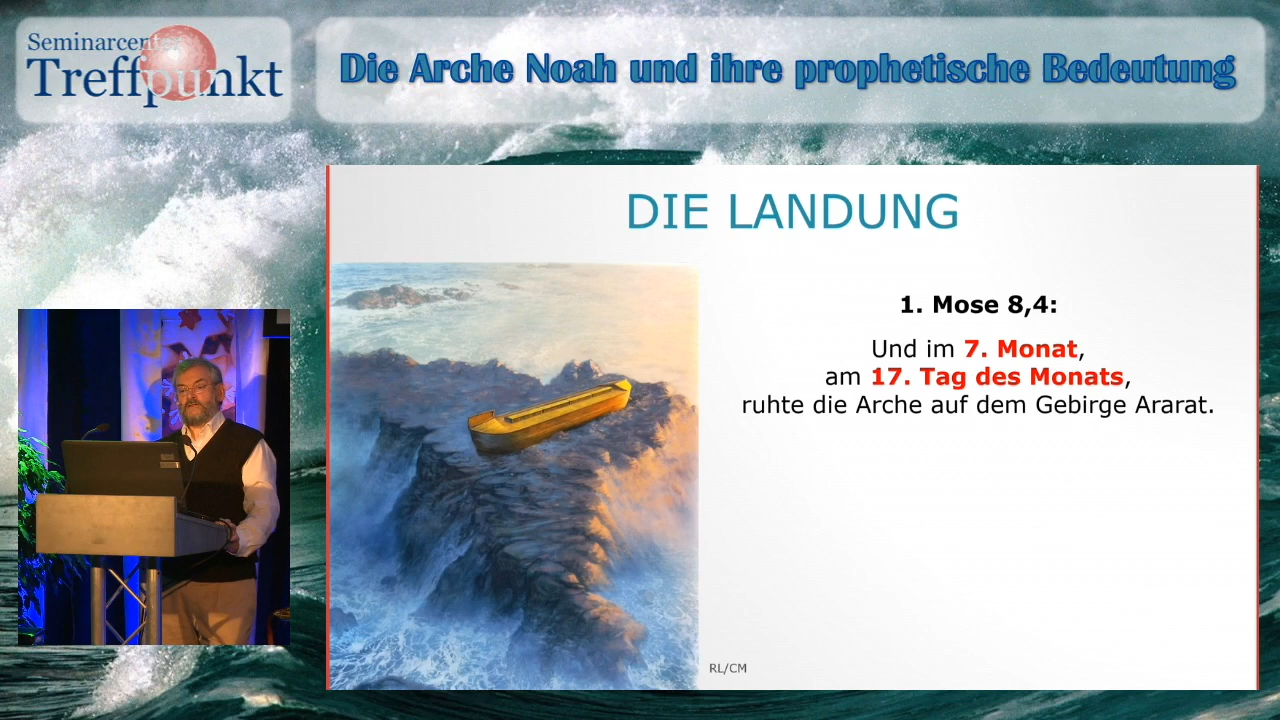 Seminarcenter
Treffpunkt
Die Arche Noah und ihre prophetische Bedeutung
DIE LANDUNG
1. Mose 8,4:
Und im 7. Monat,
am 17. Tag des Monats,
ruhte die Arche auf dem Gebirge Ararat.
RL/CM